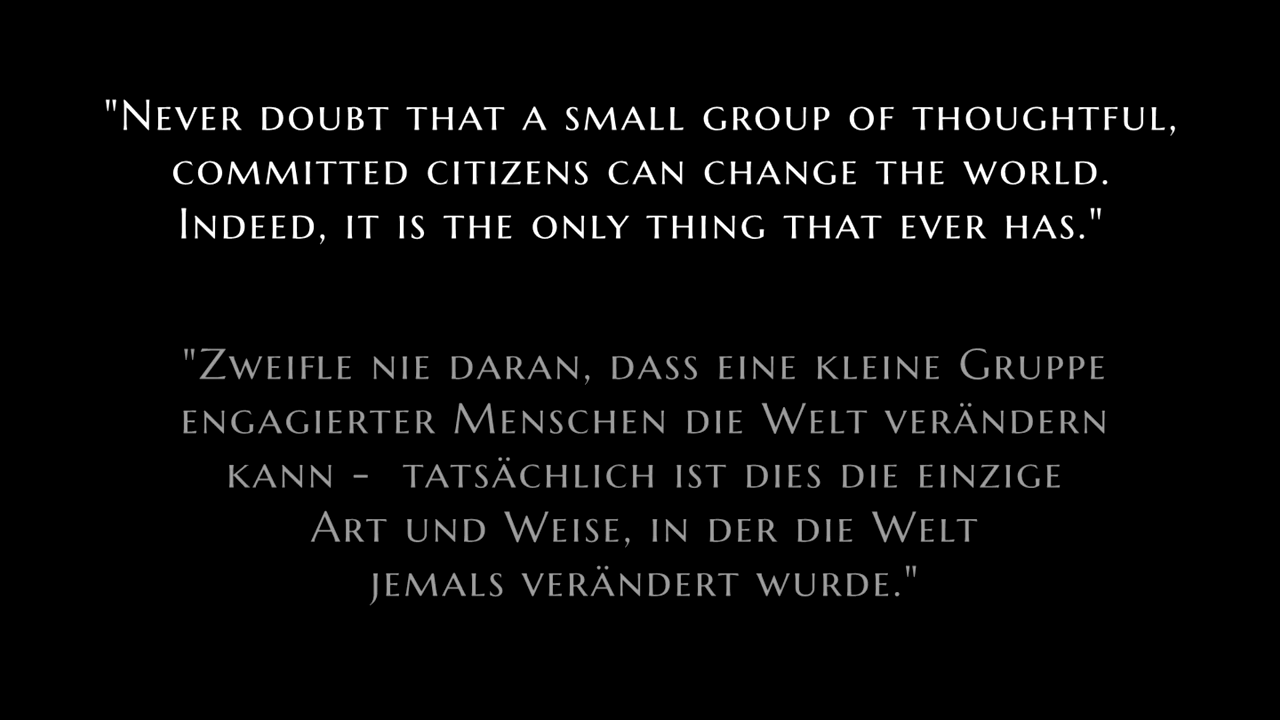 "Never doubt that a small group of thoughtful,
committed citizens can change the world.
Indeed, it is the only thing that ever has."
"Zweifle nie daran, dass eine kleine Gruppe
engagierter Menschen die Welt verändern
kann -  tatsächlich ist dies die einzige
Art und Weise, in der die Welt
jemals verändert wurde."